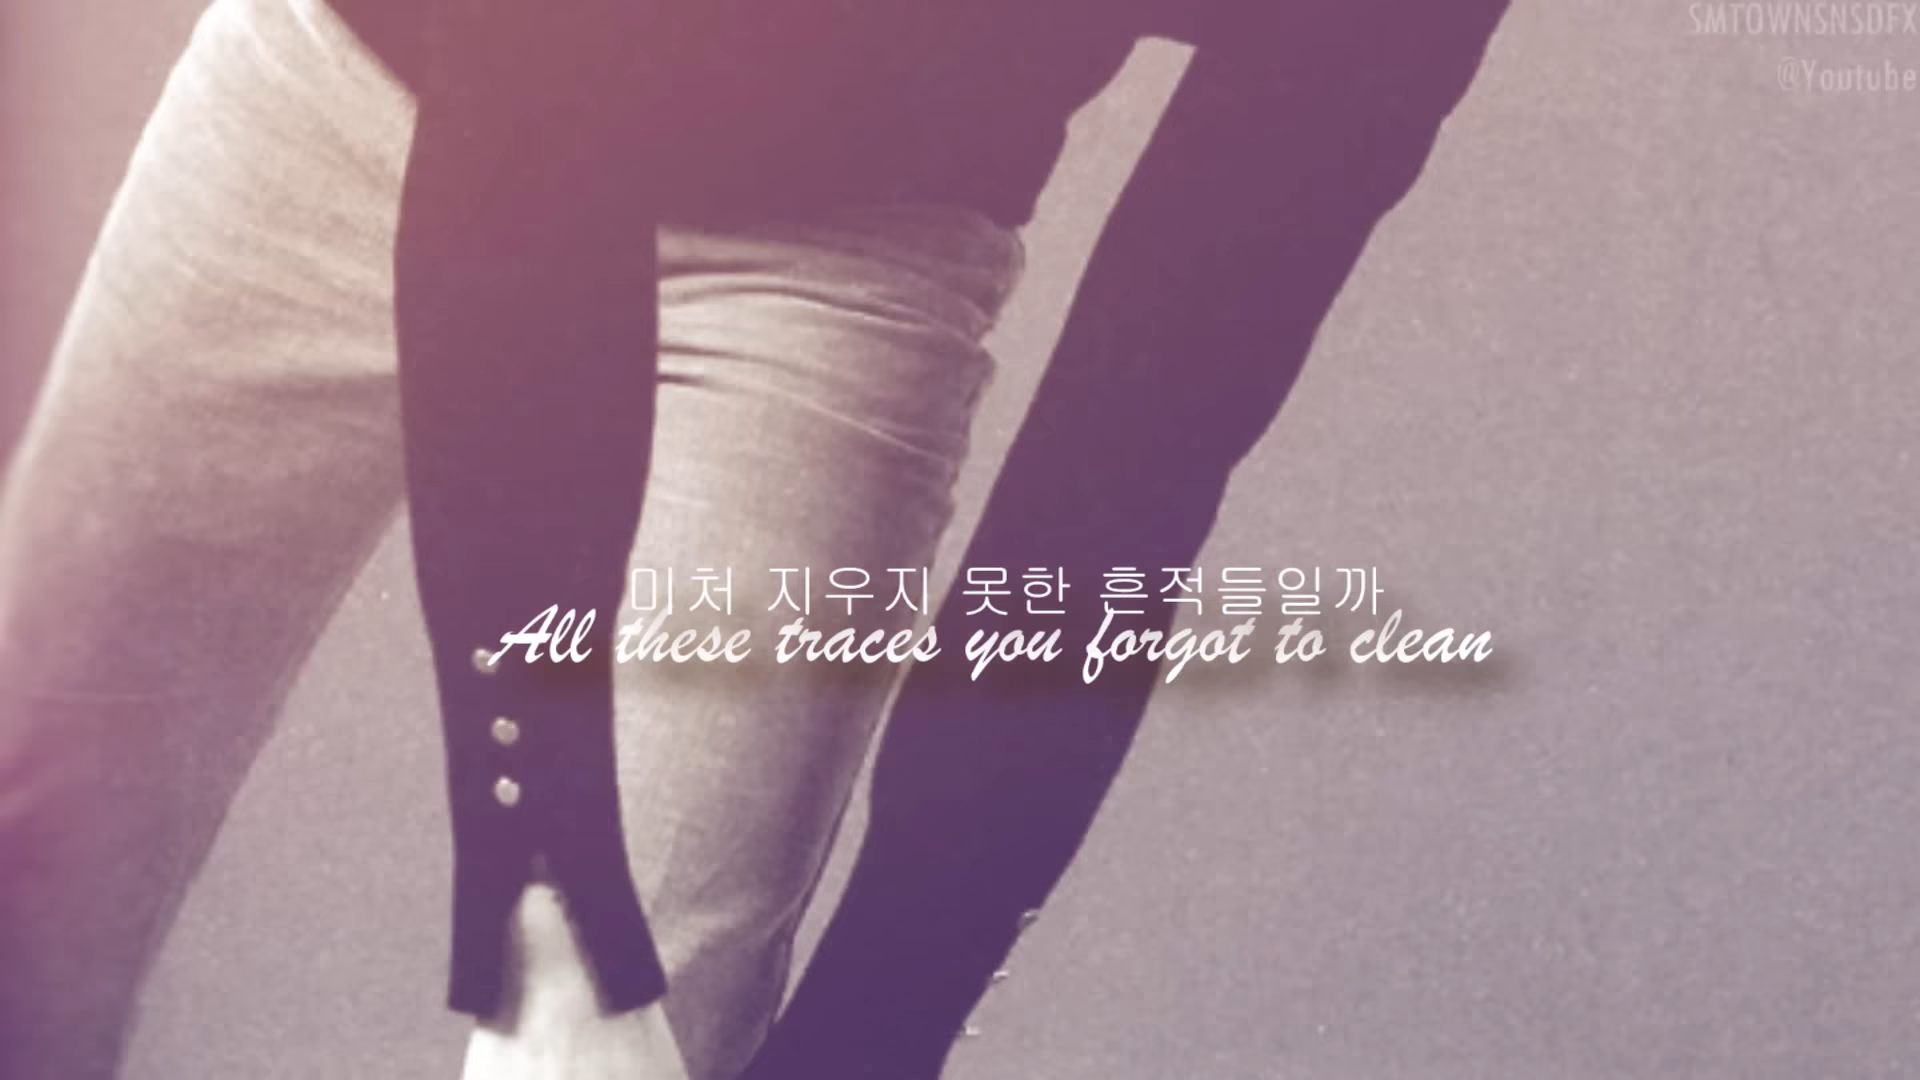 SMTOWNSNSDFX
@Youtube
미처 지우지 못한 흔적들일까
All these traces you forgot to clean